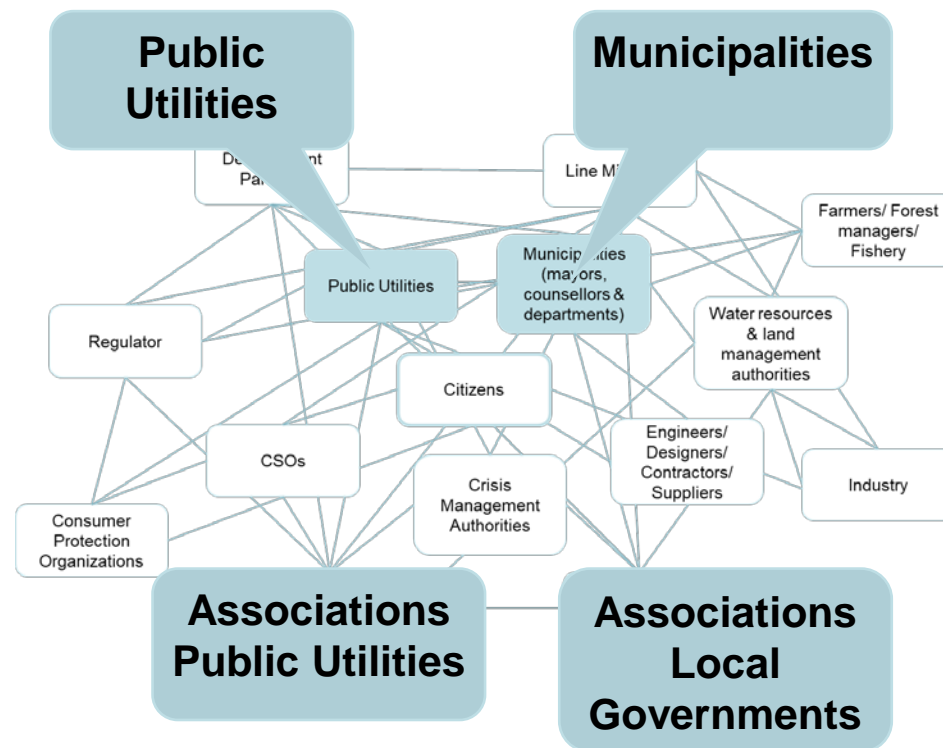 Public
Utilities
Municipalities
Line
Farmers/ Forest
managers/
Fishery
Municipalities
(mayors,
counsellors &
departments)
Public Utilities
Water resources
& land
management
authorities
Regulator
Citizens
Engineers/
Designers/
Contractors/
Suppliers
CSOs
Crisis
Management
Authorities
Industry
Consumer
Protection
Organizations
Associations
Public Utilities
Associations
Local
Governments